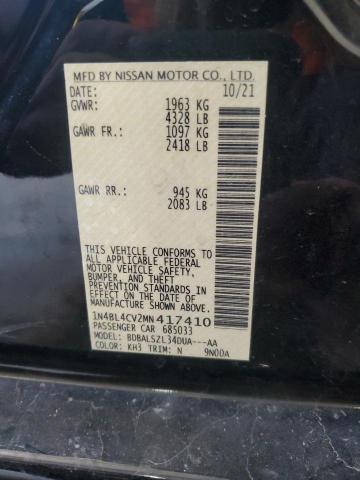 MFD BY NISSAN MOTOR CO., LTD.
DATE: 10/21
GVWR: 1963 KG
4328 LB
GAWR FR.: 1097 KG
2418 LB
GAWR RR.: 945 KG
2083 LB
THIS VEHICLE CONFORMS TO
ALL APPLICABLE FEDERAL
MOTOR VEHICLE SAFETY,
BUMPER, AND THEFT
PREVENTION STANDARDS
IN EFFECT ON THE DATE OF
MANUFACTURE SHOWN ABOVE.
1N4BL4CV2MN417410
PASSENGER CAR 685033
MODEL: BDBALSZL34DUA---AA
COLOR: KH3 TRIM: N 9N00A